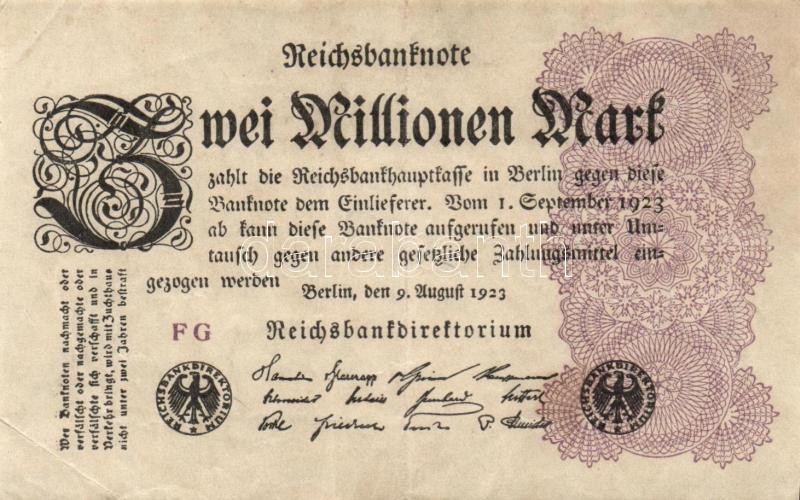 Reichsbanknote
Zwei Millionen Mark
zahlt die Reichsbankhauptkasse in Berlin gegen diese
Banknote dem Einlieferer. Vom 1. September 1923
ab kann diese Banknote aufgerufen und unter Um-
tausch gegen andere gesetzliche Zahlungsmittel ein-
gezogen werden
Berlin, den 9. August 1923
FG
Reichsbankdirektorium
Wer Banknoten nachmacht oder
verfälscht oder nachgemachte oder
verfälschte sich verschafft und in
Verkehr bringt, wird mit Zuchthaus
nicht unter zwei Jahren bestraft
REICHSBANKDIREKTORIUM
REICHSBANKDIREKTORIUM
darabanth